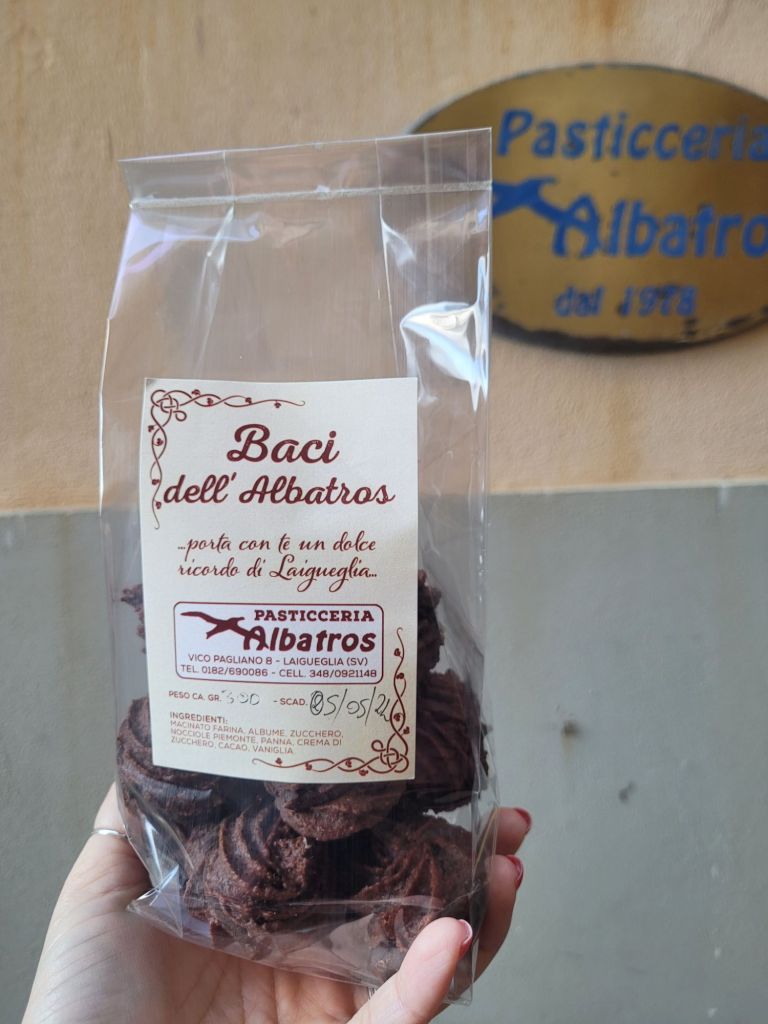 Pasticceria
Albatro
dal 1978
Baci
dell' Albatros
...porta con te un dolce
ricordo di Laigueglia...
PASTICCERIA
Albatros
VICO PAGLIANO 8 - LAIGUEGLIA (SV)
TEL. 0182/690086 - CELL. 348/0921148
PESO CA. GR. 300 - SCAD. 05/05/24
INGREDIENTI:
MACINATO FARINA, ALBUME, ZUCCHERO,
NOCCIOLE PIEMONTE, PANNA, CREMA DI
ZUCCHERO, CACAO, VANIGLIA